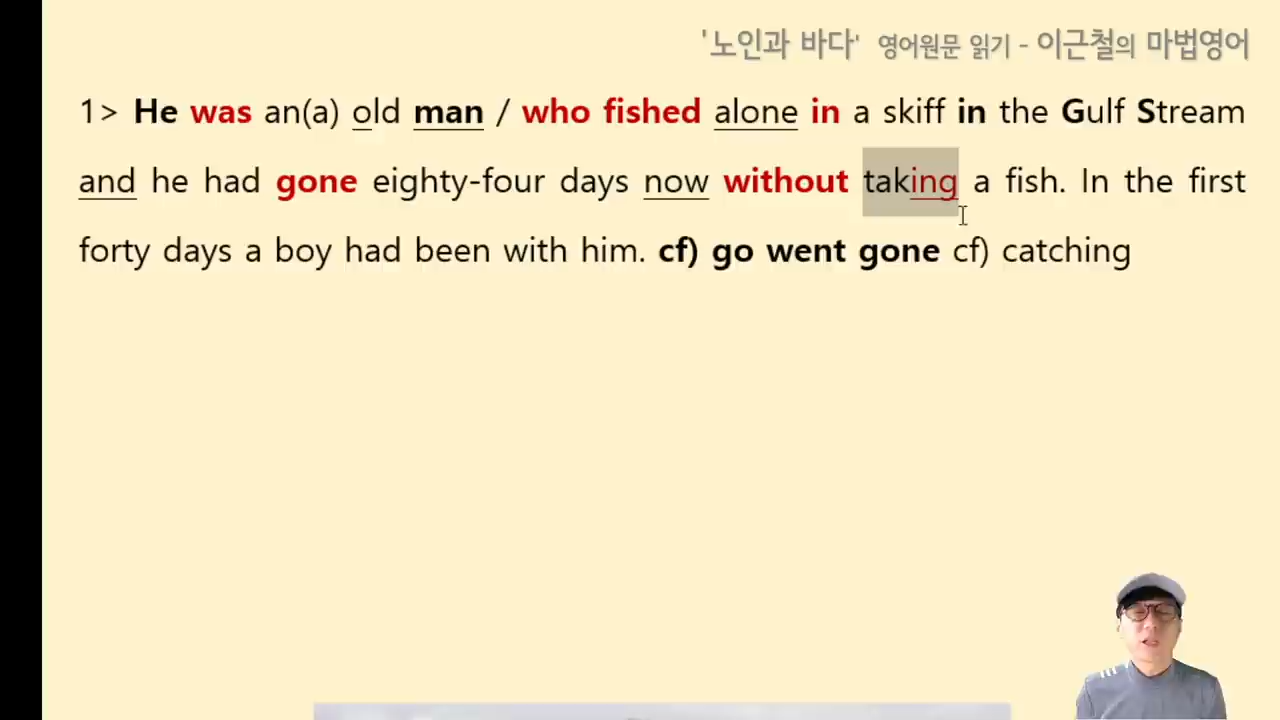 '노인과 바다' 영어원문 읽기 - 이근철의 마법영어
1> He was an(a) old man / who fished alone in a skiff in the Gulf Stream
and he had gone eighty-four days now without taking a fish. In the first
forty days a boy had been with him. cf) go went gone cf) catching